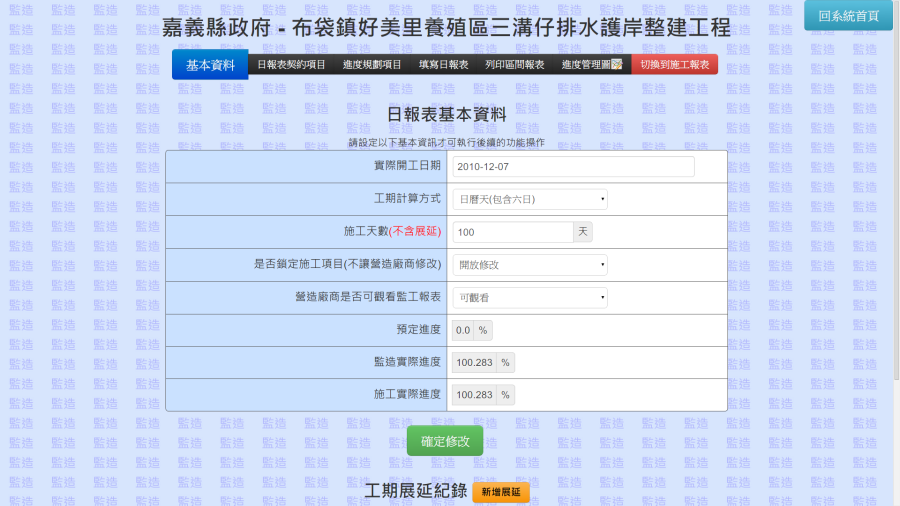 回系統首頁
嘉義縣政府 - 布袋鎮好美里養殖區三溝仔排水護岸整建工程
基本資料 日報表契約項目 進度規劃項目 填寫日報表 列印區間報表 進度管理圖 切換到施工報表
日報表基本資料
請設定以下基本資訊才可執行後續的功能操作
實際開工日期 2010-12-07
工期計算方式 日曆天(包含六日)
施工天數(不含展延) 100 天
是否鎖定施工項目(不讓營造廠商修改) 開放修改
營造廠商是否可觀看監工報表 可觀看
預定進度 0.0 %
監造實際進度 100.283 %
施工實際進度 100.283 %
確定修改
工期展延紀錄 新增展延